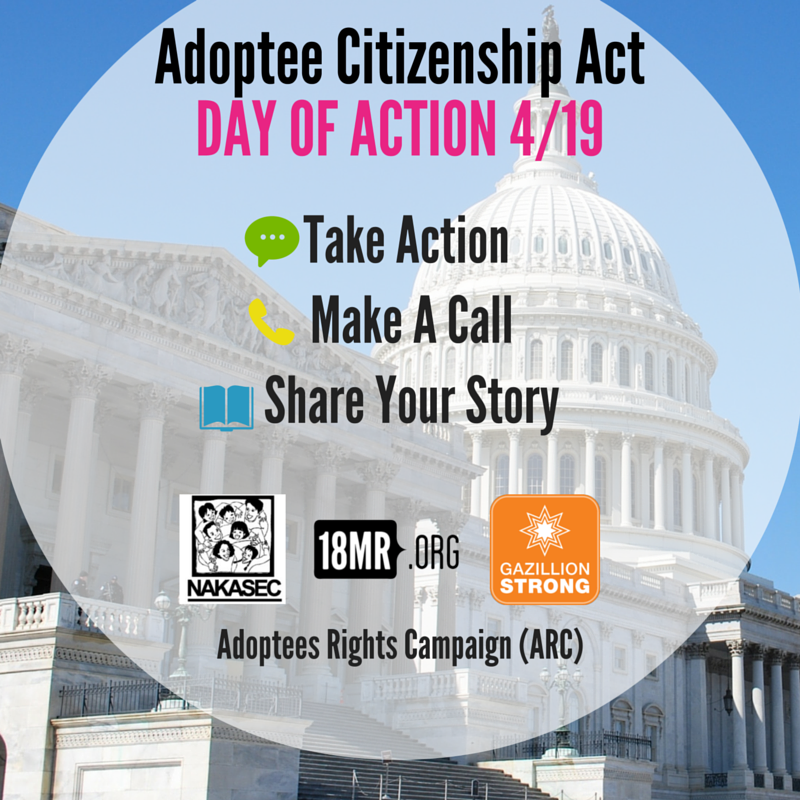 Adoptee Citizenship Act
DAY OF ACTION 4/19
Take Action
Make A Call
Share Your Story
NAKASEC
18MR.ORG
GAZILLION
STRONG
Adoptees Rights Campaign (ARC)